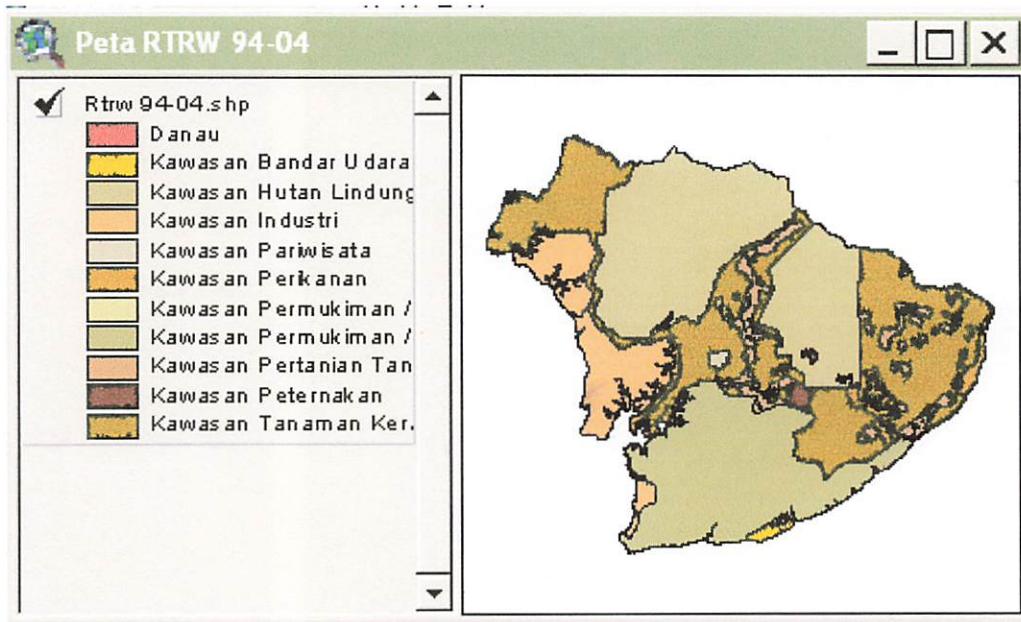 Peta RTRW 94-04
Rtrw 94-04.shp
Danau
Kawasan Bandar Udara
Kawasan Hutan Lindung
Kawasan Industri
Kawasan Pariwisata
Kawasan Perikanan
Kawasan Permukiman /
Kawasan Permukiman /
Kawasan Pertanian Tan
Kawasan Peternakan
Kawasan Tanaman Ker.